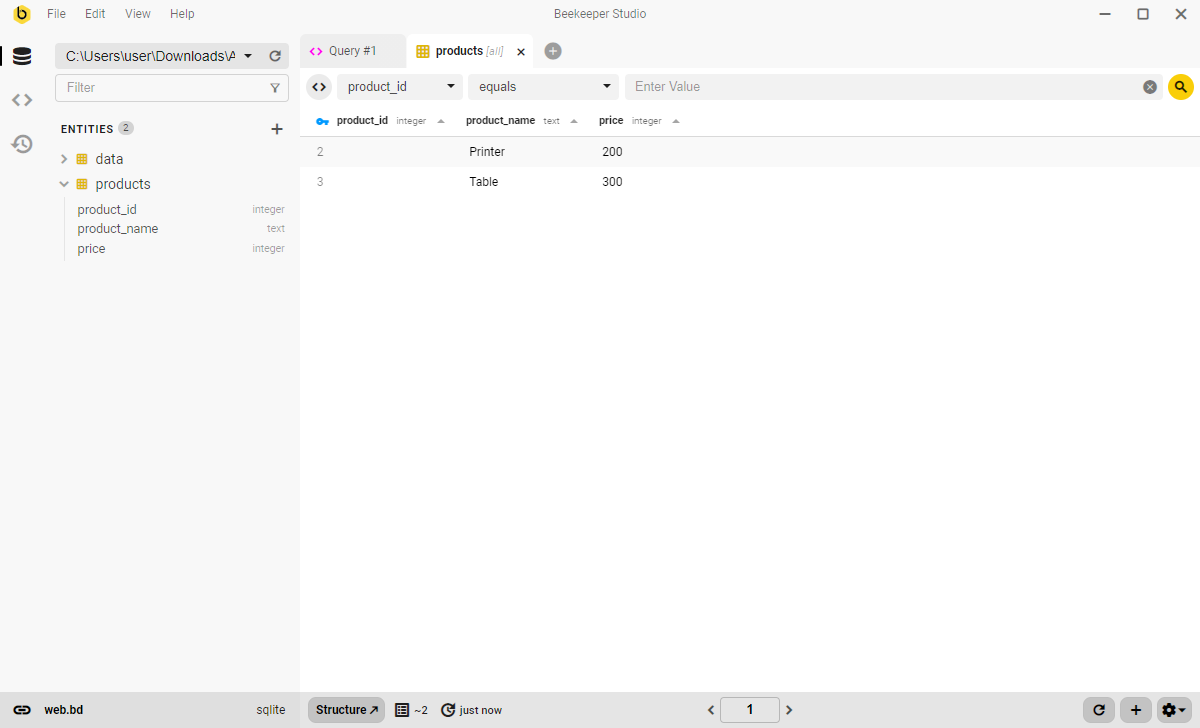 File Edit View Help Beekeeper Studio
C:\Users\user\Downloads\A
Query #1
products [all]
Filter
product_id equals Enter Value
ENTITIES 2
product_id integer product_name text price integer
data
2 Printer 200
products
3 Table 300
product_id integer
product_name text
price integer
web.bd sqlite Structure ~2 just now 1